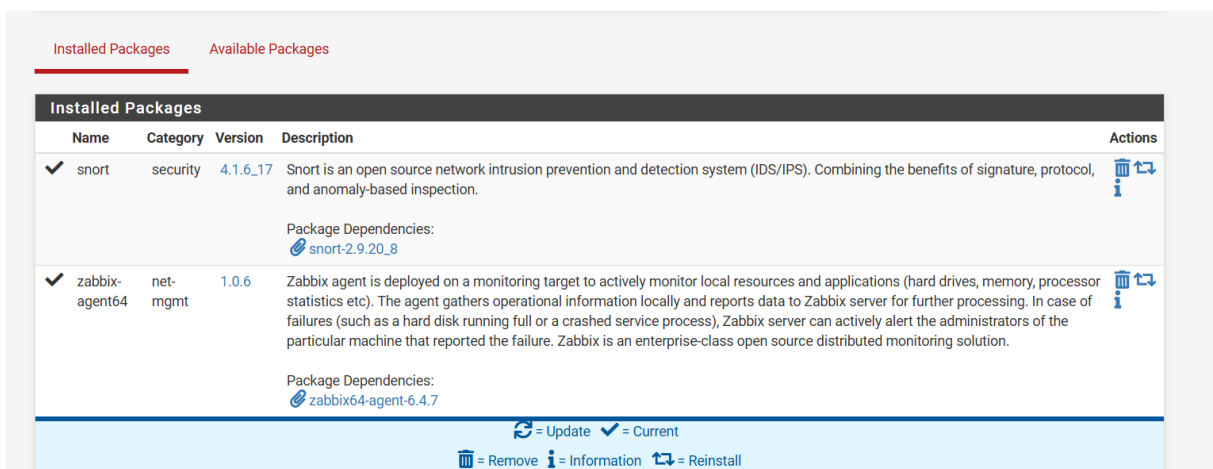 Installed Packages Available Packages
Installed Packages
Name Category Version Description Actions
snort security 4.1.6_17 Snort is an open source network intrusion prevention and detection system (IDS/IPS). Combining the benefits of signature, protocol,
and anomaly-based inspection.
Package Dependencies:
snort-2.9.20_8
zabbix- net- 1.0.6 Zabbix agent is deployed on a monitoring target to actively monitor local resources and applications (hard drives, memory, processor
agent64 mgmt statistics etc). The agent gathers operational information locally and reports data to Zabbix server for further processing. In case of
failures (such as a hard disk running full or a crashed service process), Zabbix server can actively alert the administrators of the
particular machine that reported the failure. Zabbix is an enterprise-class open source distributed monitoring solution.
Package Dependencies:
zabbix64-agent-6.4.7
= Update = Current
= Remove = Information = Reinstall